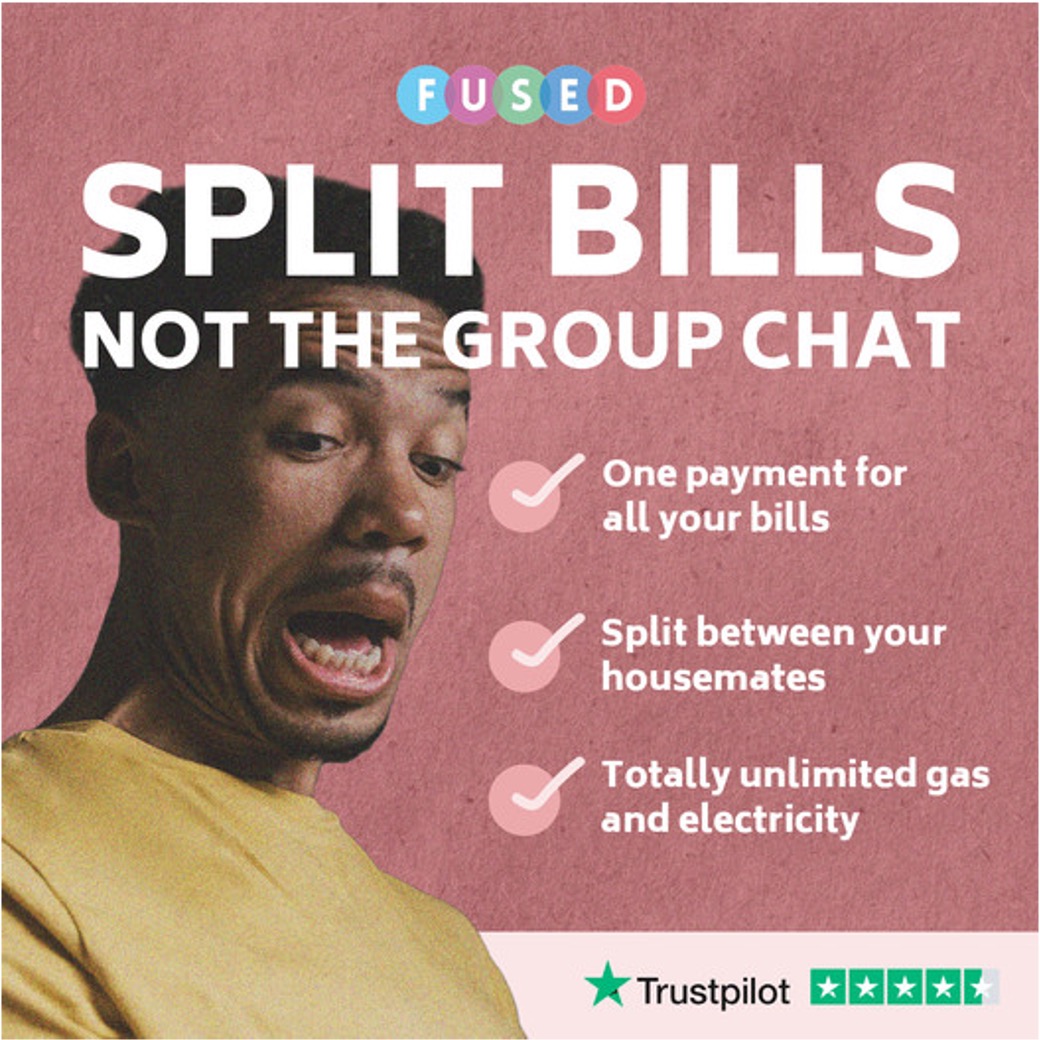 FUSED
SPLIT BILLS
NOT THE GROUP CHAT
One payment for
all your bills
Split between your
housemates
Totally unlimited gas
and electricity
Trustpilot